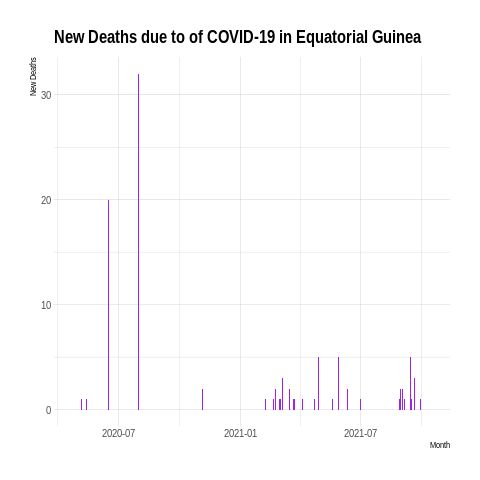 New Deaths due to of COVID-19 in Equatorial Guinea
New Deaths
30
20
10
0
2020-07 2021-01 2021-07
Month